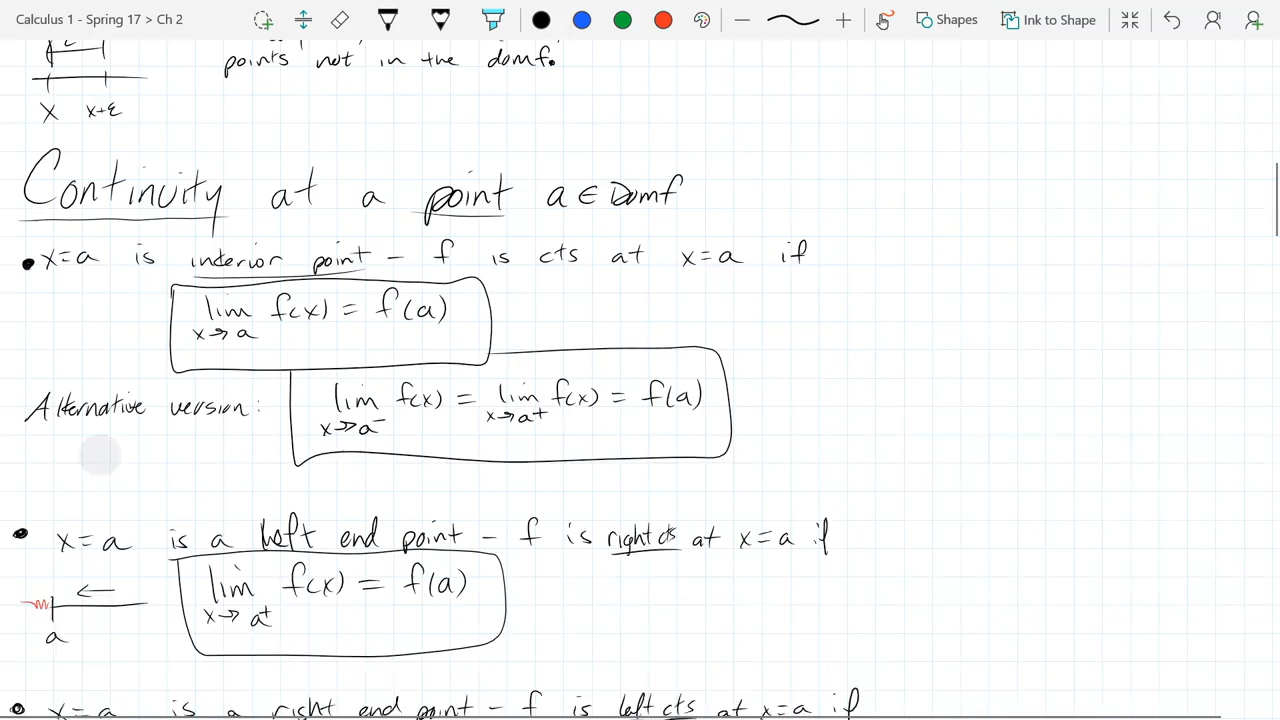 Calculus 1 - Spring 17 > Ch 2
Shapes
Ink to Shape
points not in the domf.
x x+ε
Continuity at a point a ∈ Domf
• x=a is interior point - f is cts at x=a if
lim f(x) = f(a)
x→a
Alternative version: lim f(x) = lim f(x) = f(a)
x→a⁻ x→a⁺
• x=a is a left end point - f is right cts at x=a if
lim f(x) = f(a)
x→a⁺
a
• x=a is a right end point - f is left cts at x=a if